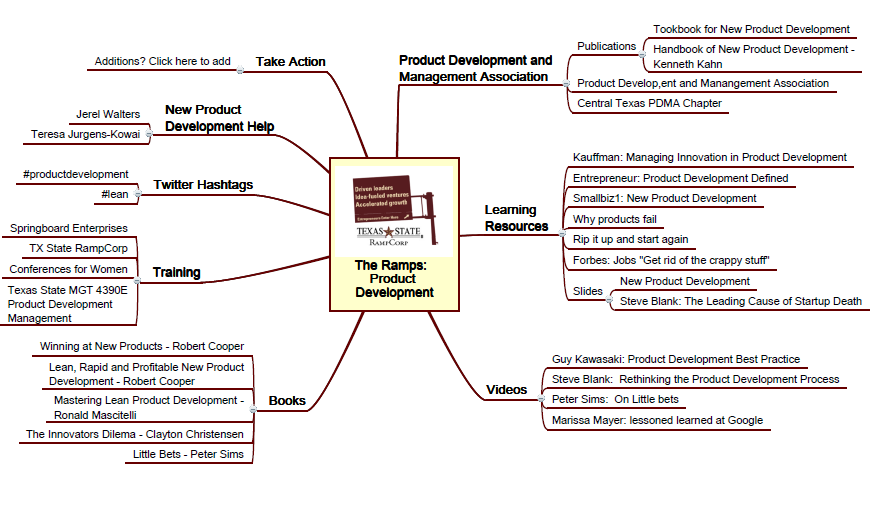 Additions? Click here to add
Take Action
New Product
Development Help
Jerel Walters
Teresa Jurgens-Kowai
Twitter Hashtags
#productdevelopment
#lean
Training
Springboard Enterprises
TX State RampCorp
Conferences for Women
Texas State MGT 4390E
Product Development
Management
Books
Winning at New Products - Robert Cooper
Lean, Rapid and Profitable New Product
Development - Robert Cooper
Mastering Lean Product Development -
Ronald Mascitelli
The Innovators Dilema - Clayton Christensen
Little Bets - Peter Sims
Driven leaders
Idea-fueled ventures
Accelerated growth
Entrepreneurs Enter Here
TEXAS STATE
RAMPCORP
The Ramps:
Product
Development
Product Development and
Management Association
Publications
Tookbook for New Product Development
Handbook of New Product Development -
Kenneth Kahn
Product Develop,ent and Manangement Association
Central Texas PDMA Chapter
Learning
Resources
Kauffman: Managing Innovation in Product Development
Entrepreneur: Product Development Defined
Smallbiz1: New Product Development
Why products fail
Rip it up and start again
Forbes: Jobs "Get rid of the crappy stuff"
Slides
New Product Development
Steve Blank: The Leading Cause of Startup Death
Videos
Guy Kawasaki: Product Development Best Practice
Steve Blank:  Rethinking the Product Development Process
Peter Sims:  On Little bets
Marissa Mayer: lessoned learned at Google